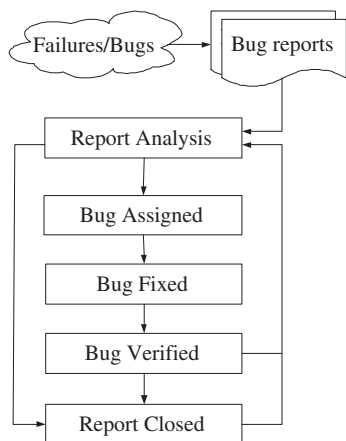 Failures/Bugs
Bug reports
Report Analysis
Bug Assigned
Bug Fixed
Bug Verified
Report Closed